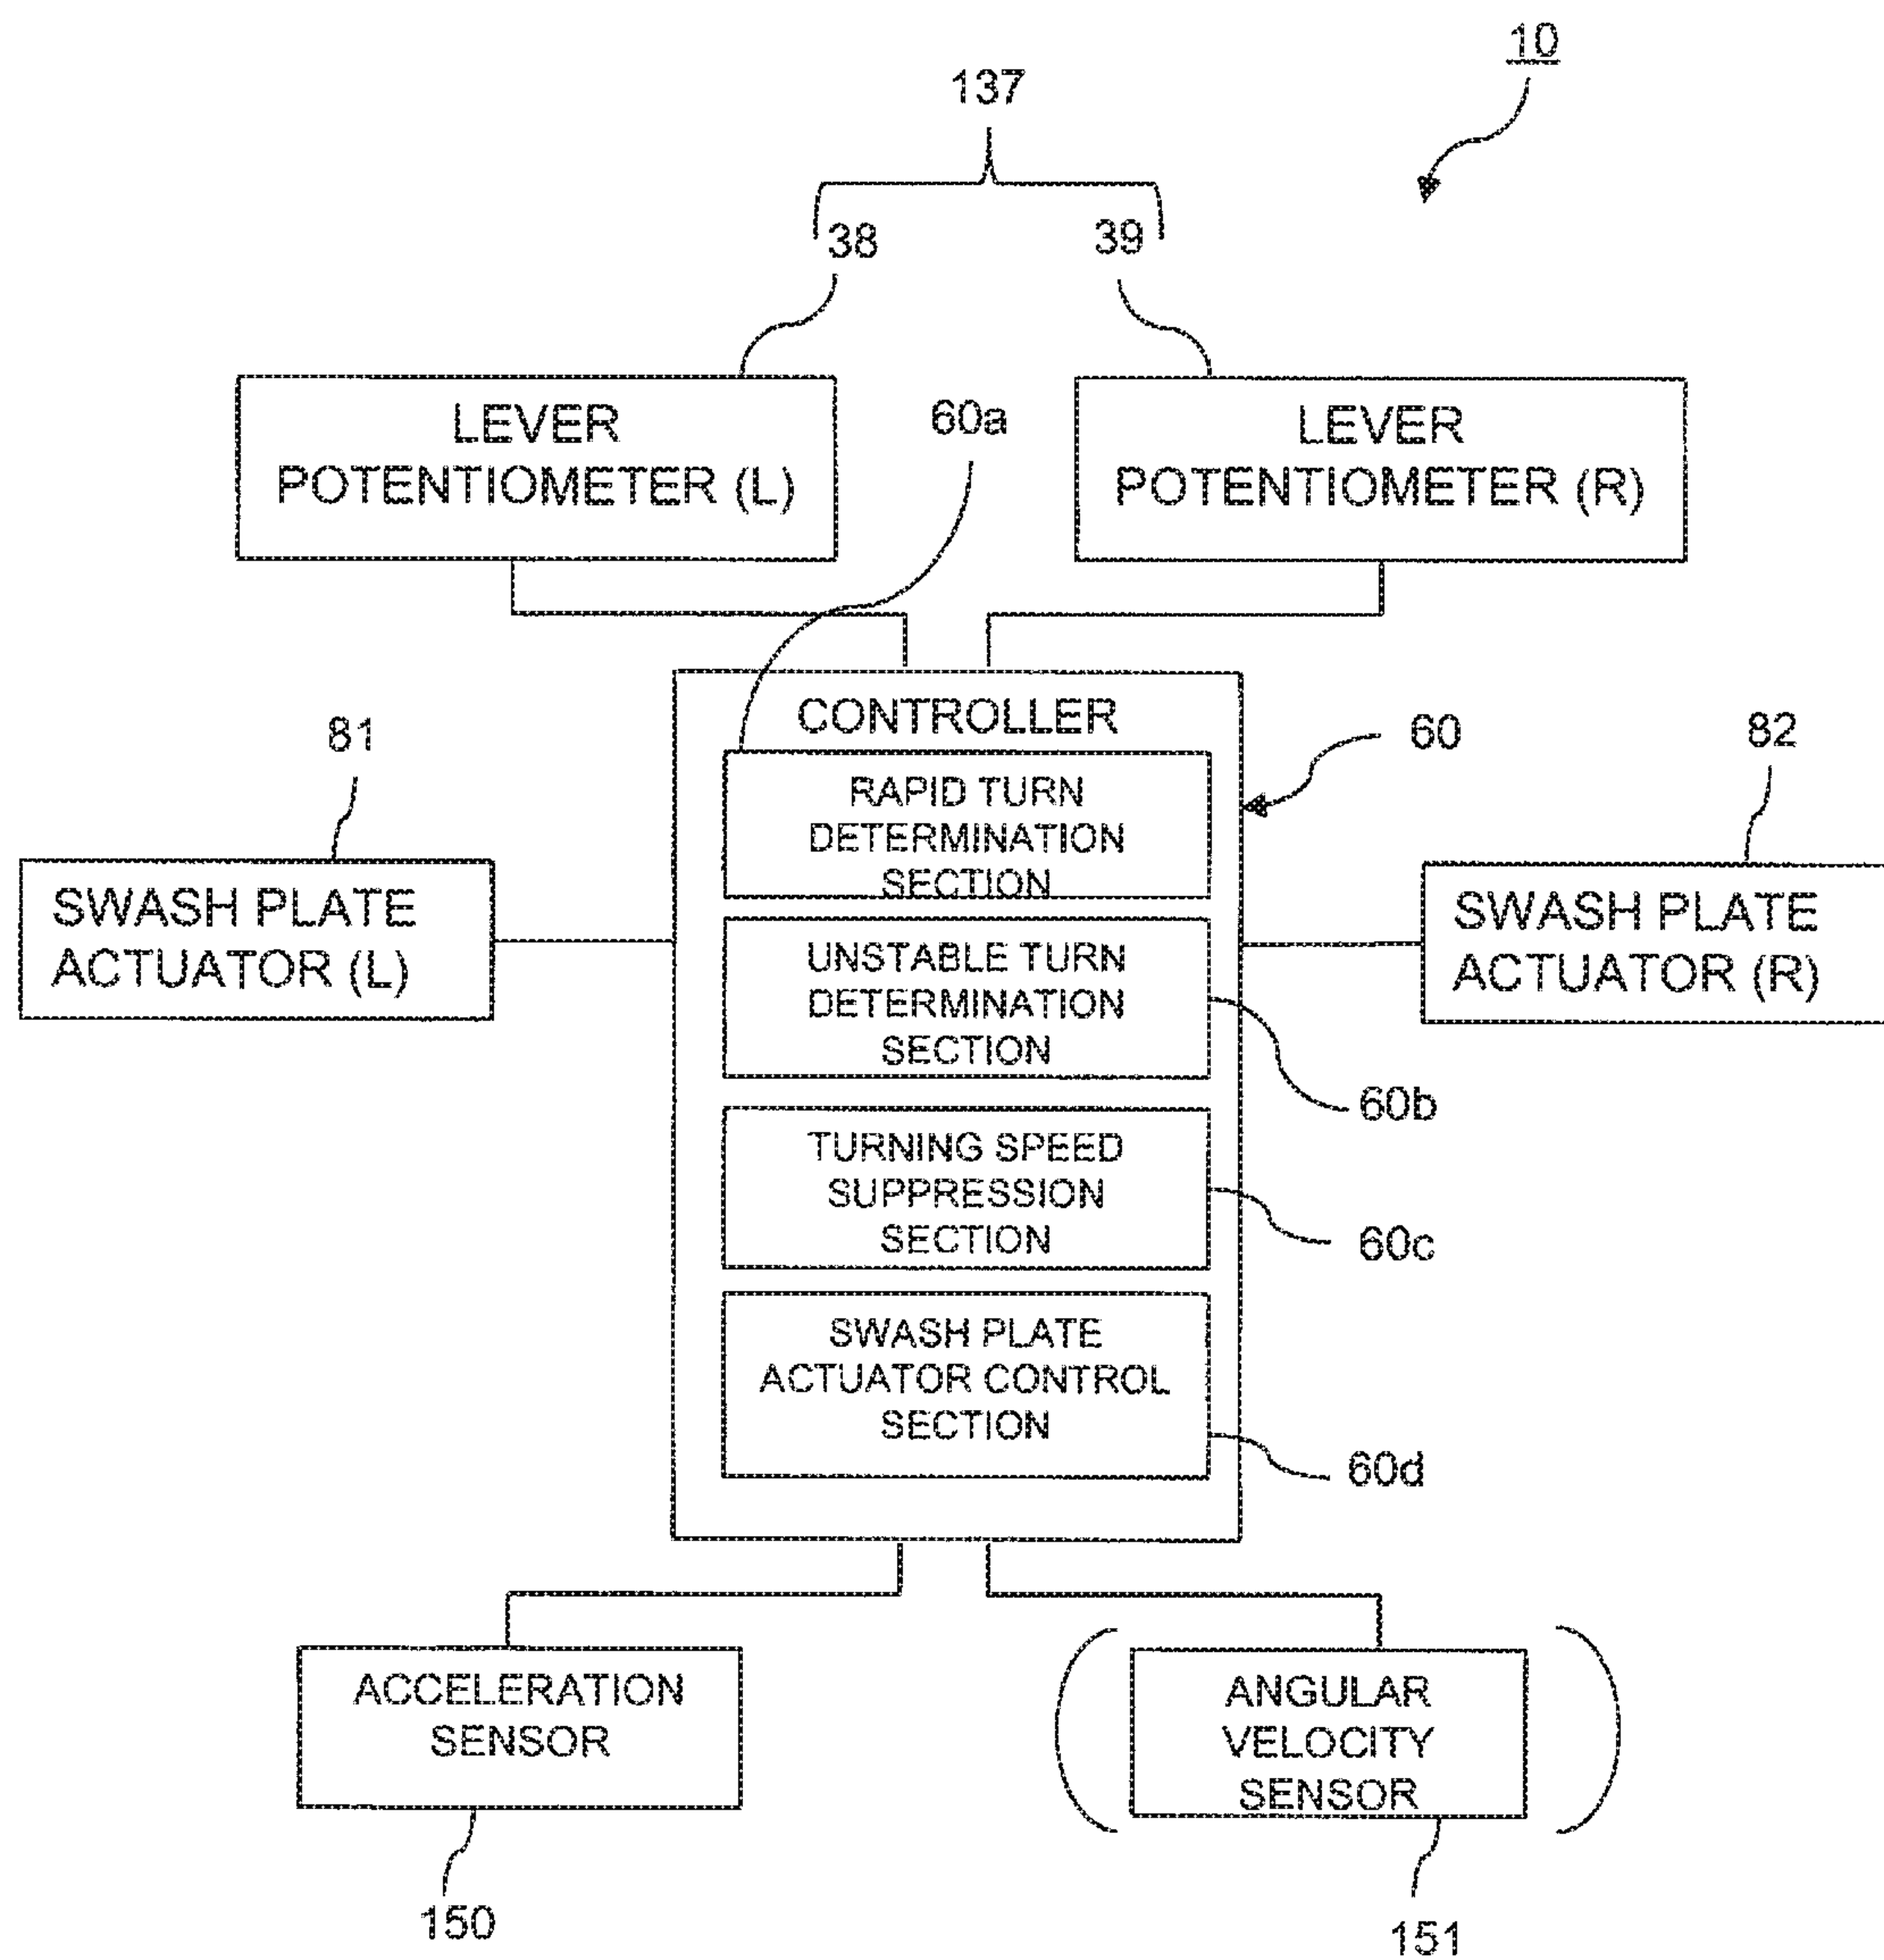 10
137
38
39
LEVER
POTENTIOMETER (L)
60a
LEVER
POTENTIOMETER (R)
CONTROLLER
81
60
82
RAPID TURN
DETERMINATION
SECTION
SWASH PLATE
ACTUATOR (L)
SWASH PLATE
ACTUATOR (R)
UNSTABLE TURN
DETERMINATION
SECTION
60b
TURNING SPEED
SUPPRESSION
SECTION
60c
SWASH PLATE
ACTUATOR CONTROL
SECTION
60d
ACCELERATION
SENSOR
ANGULAR
VELOCITY
SENSOR
150
151